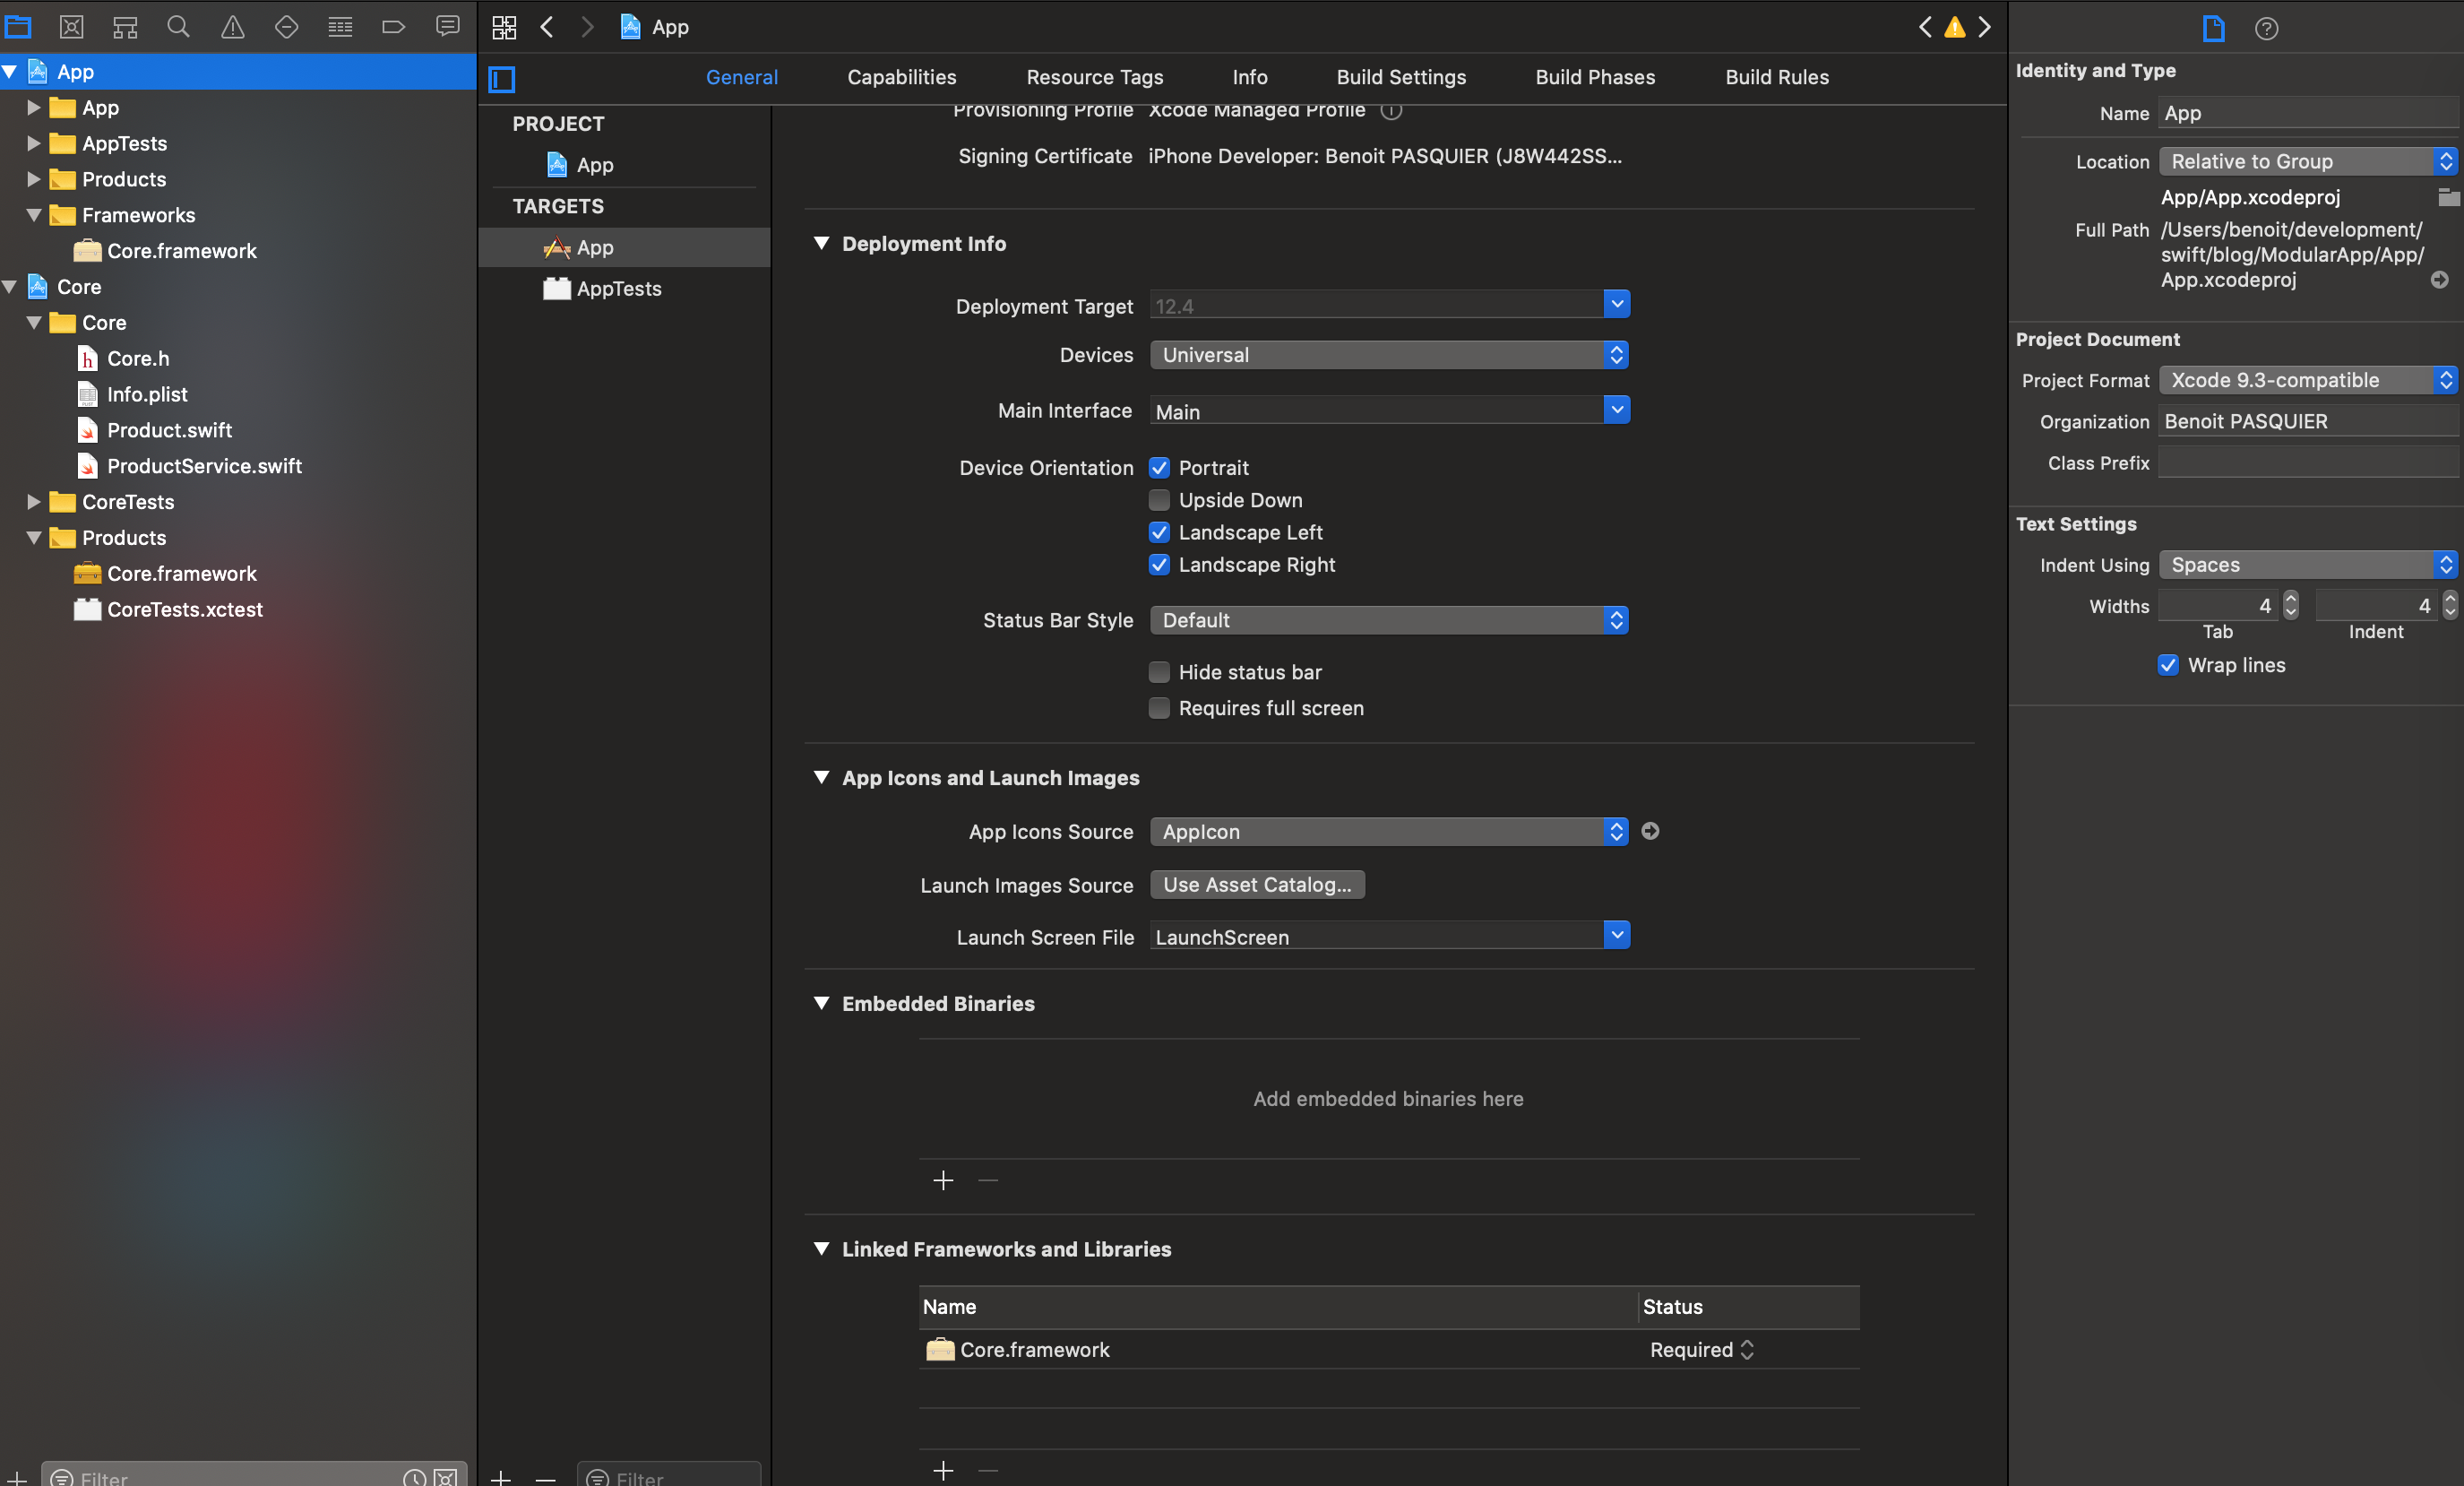 App
App
AppTests
Products
Frameworks
Core.framework
Core
Core
Core.h
Info.plist
Product.swift
ProductService.swift
CoreTests
Products
Core.framework
CoreTests.xctest
Filter
App
General Capabilities Resource Tags Info Build Settings Build Phases Build Rules
PROJECT
App
TARGETS
App
AppTests
Filter
Provisioning Profile Xcode Managed Profile
Signing Certificate iPhone Developer: Benoit PASQUIER (J8W442SS...
Deployment Info
Deployment Target 12.4
Devices Universal
Main Interface Main
Device Orientation Portrait
Upside Down
Landscape Left
Landscape Right
Status Bar Style Default
Hide status bar
Requires full screen
App Icons and Launch Images
App Icons Source AppIcon
Launch Images Source Use Asset Catalog...
Launch Screen File LaunchScreen
Embedded Binaries
Add embedded binaries here
Linked Frameworks and Libraries
Name Status
Core.framework Required
Identity and Type
Name App
Location Relative to Group
App/App.xcodeproj
Full Path /Users/benoit/development/
swift/blog/ModularApp/App/
App.xcodeproj
Project Document
Project Format Xcode 9.3-compatible
Organization Benoit PASQUIER
Class Prefix
Text Settings
Indent Using Spaces
Widths 4 4
Tab Indent
Wrap lines